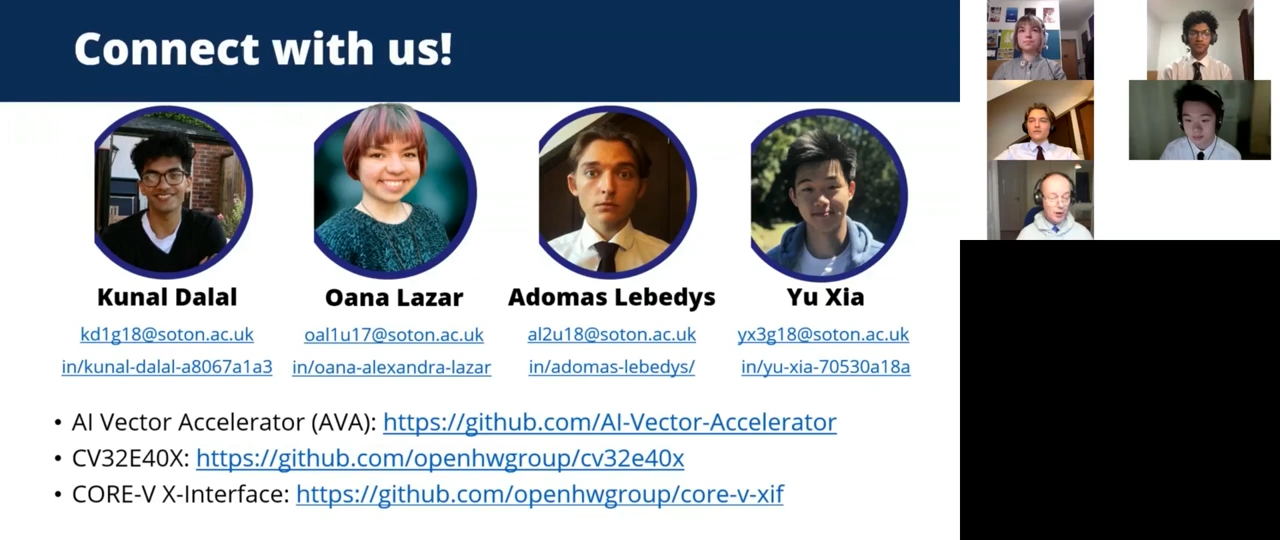 Connect with us!
Kunal Dalal
Oana Lazar
Adomas Lebedys
Yu Xia
kd1g18@soton.ac.uk
oal1u17@soton.ac.uk
al2u18@soton.ac.uk
yx3g18@soton.ac.uk
in/kunal-dalal-a8067a1a3
in/oana-alexandra-lazar
in/adomas-lebedys/
in/yu-xia-70530a18a
• AI Vector Accelerator (AVA): https://github.com/AI-Vector-Accelerator
• CV32E40X: https://github.com/openhwgroup/cv32e40x
• CORE-V X-Interface: https://github.com/openhwgroup/core-v-xif